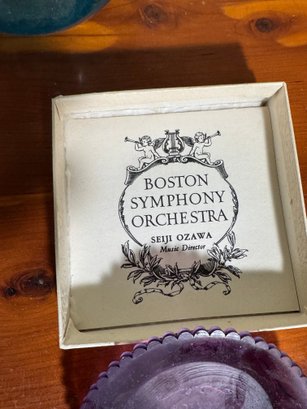 BOSTON
SYMPHONY
ORCHESTRA
SEIJI OZAWA
Music Director